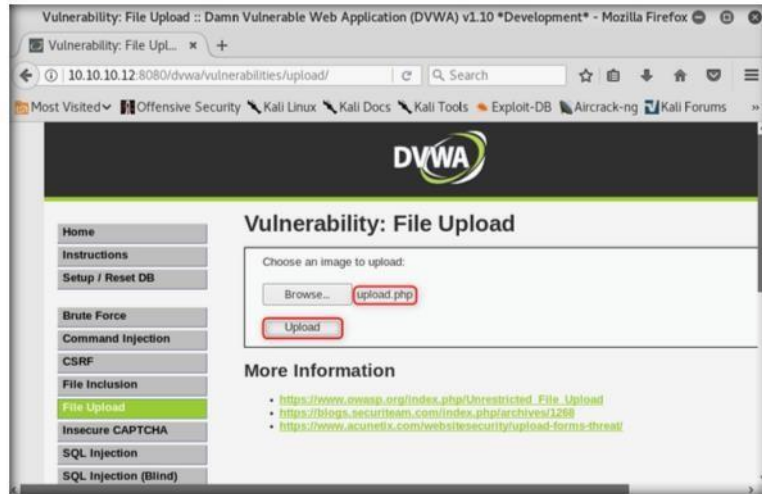 Vulnerability: File Upload :: Damn Vulnerable Web Application (DVWA) v1.10 *Development* - Mozilla Firefox
Vulnerability: File Upl...
10.10.10.12:8080/dvwa/vulnerabilities/upload/
Search
Most Visited
Offensive Security
Kali Linux
Kali Docs
Kali Tools
Exploit-DB
Aircrack-ng
Kali Forums
DVWA
Home
Instructions
Setup / Reset DB
Brute Force
Command Injection
CSRF
File Inclusion
File Upload
Insecure CAPTCHA
SQL Injection
SQL Injection (Blind)
Vulnerability: File Upload
Choose an image to upload:
Browse... upload.php
Upload
More Information
https://www.owasp.org/index.php/Unrestricted_File_Upload
https://blogs.securiteam.com/index.php/archives/1268
https://www.acunetix.com/websitesecurity/upload-forms-threat/